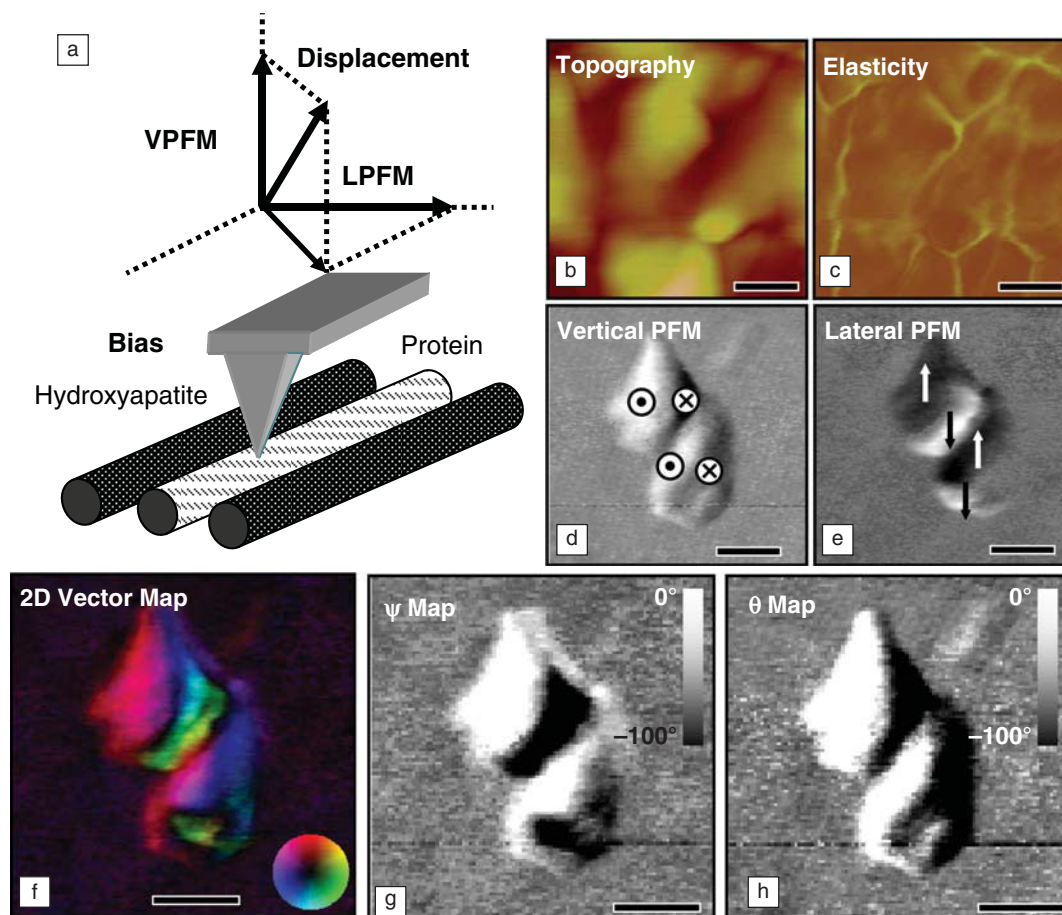 a
Displacement
VPFM
LPFM
Bias
Protein
Hydroxyapatite
Topography
b
Elasticity
c
Vertical PFM
d
Lateral PFM
e
2D Vector Map
f
ψ Map
0°
–100°
g
θ Map
0°
–100°
h